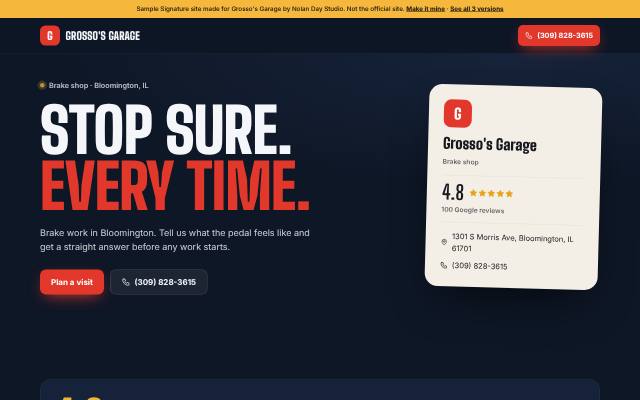 Sample Signature site made for Grosso's Garage by Nolan Day Studio. Not the official site. Make it mine · See all 3 versions
G GROSSO'S GARAGE
(309) 828-3615
Brake shop · Bloomington, IL
STOP SURE.
EVERY TIME.
Brake work in Bloomington. Tell us what the pedal feels like and
get a straight answer before any work starts.
Plan a visit
(309) 828-3615
G
Grosso's Garage
Brake shop
4.8
100 Google reviews
1301 S Morris Ave, Bloomington, IL
61701
(309) 828-3615